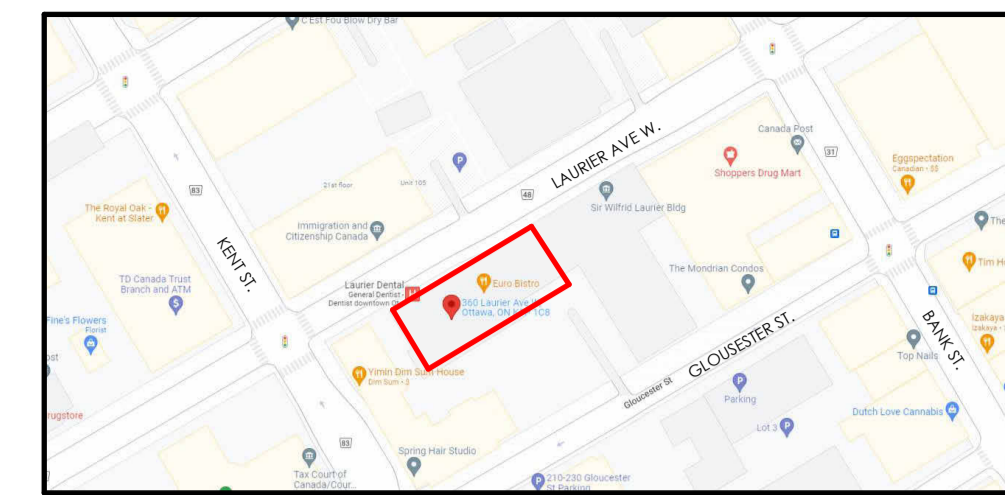 C'Est Fou Blow Dry Bar
Canada Post
31
LAURIER AVE W.
Shoppers Drug Mart
Eggspectation
Canadian • $$
P
83
21st floor
Unit 105
48
Sir Wilfrid Laurier Bldg
The Royal Oak -
Kent at Slater
Immigration and
Citizenship Canada
The
KENT ST.
Tim H
TD Canada Trust
Branch and ATM
$
Laurier Dental
General Dentist -
Dentist downtown
Euro Bistro
The Mondrian Condos
360 Laurier Ave
Ottawa, ON 1C8
Fine's Flowers
Florist
GLOUSESTER ST.
BANK ST.
Izakaya
Izakaya •
ost
Top Nails
Yimin Dim Sum House
Dim Sum • $
Gloucester St
P
Parking
rugstore
Lot 3 P
Dutch Love Cannabis
83
Spring Hair Studio
Tax Court of
Canada/Cour...
P
210-230 Gloucester
St Parking